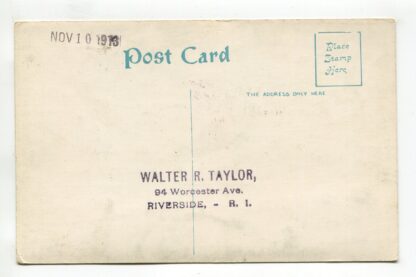 NOV 10 1913
Post Card
Place
Stamp
Here
THE ADDRESS ONLY HERE
WALTER R. TAYLOR,
94 Worcester Ave.
RIVERSIDE, - R. I.